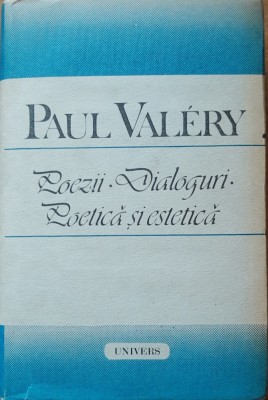 PAUL VALÉRY
Poezii · Dialoguri ·
Poetică și estetică
UNIVERS